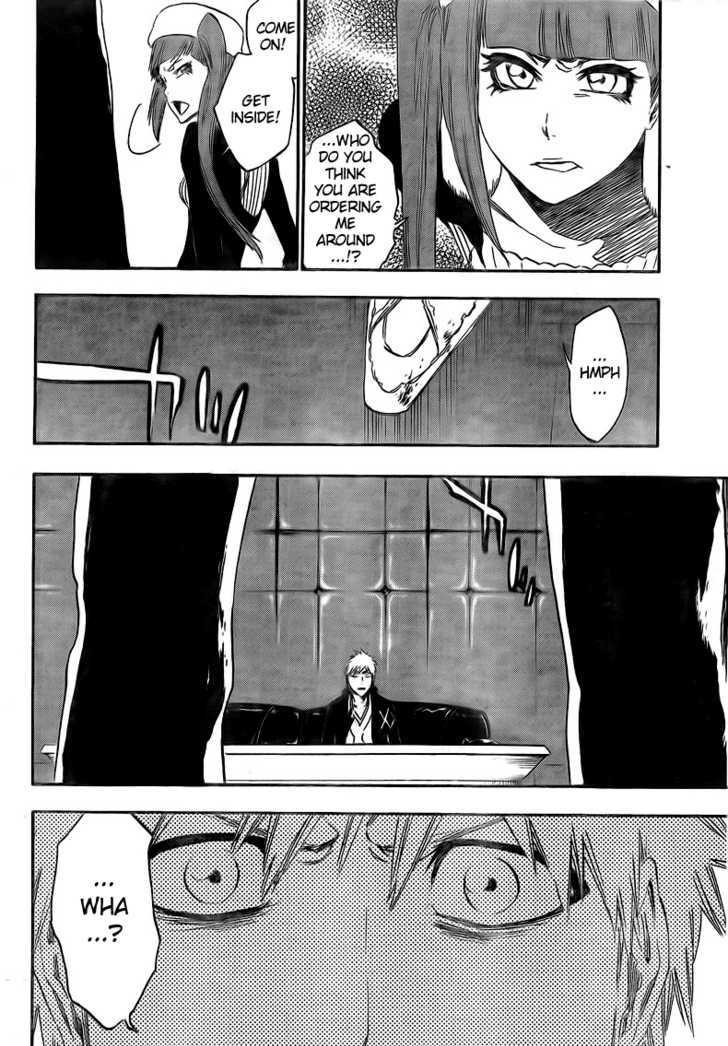 COME
ON!
GET
INSIDE!
...WHO
DO YOU
THINK
YOU ARE
ORDERING
ME
AROUND
...!?
...
HMPH
...
...
WHA
...?